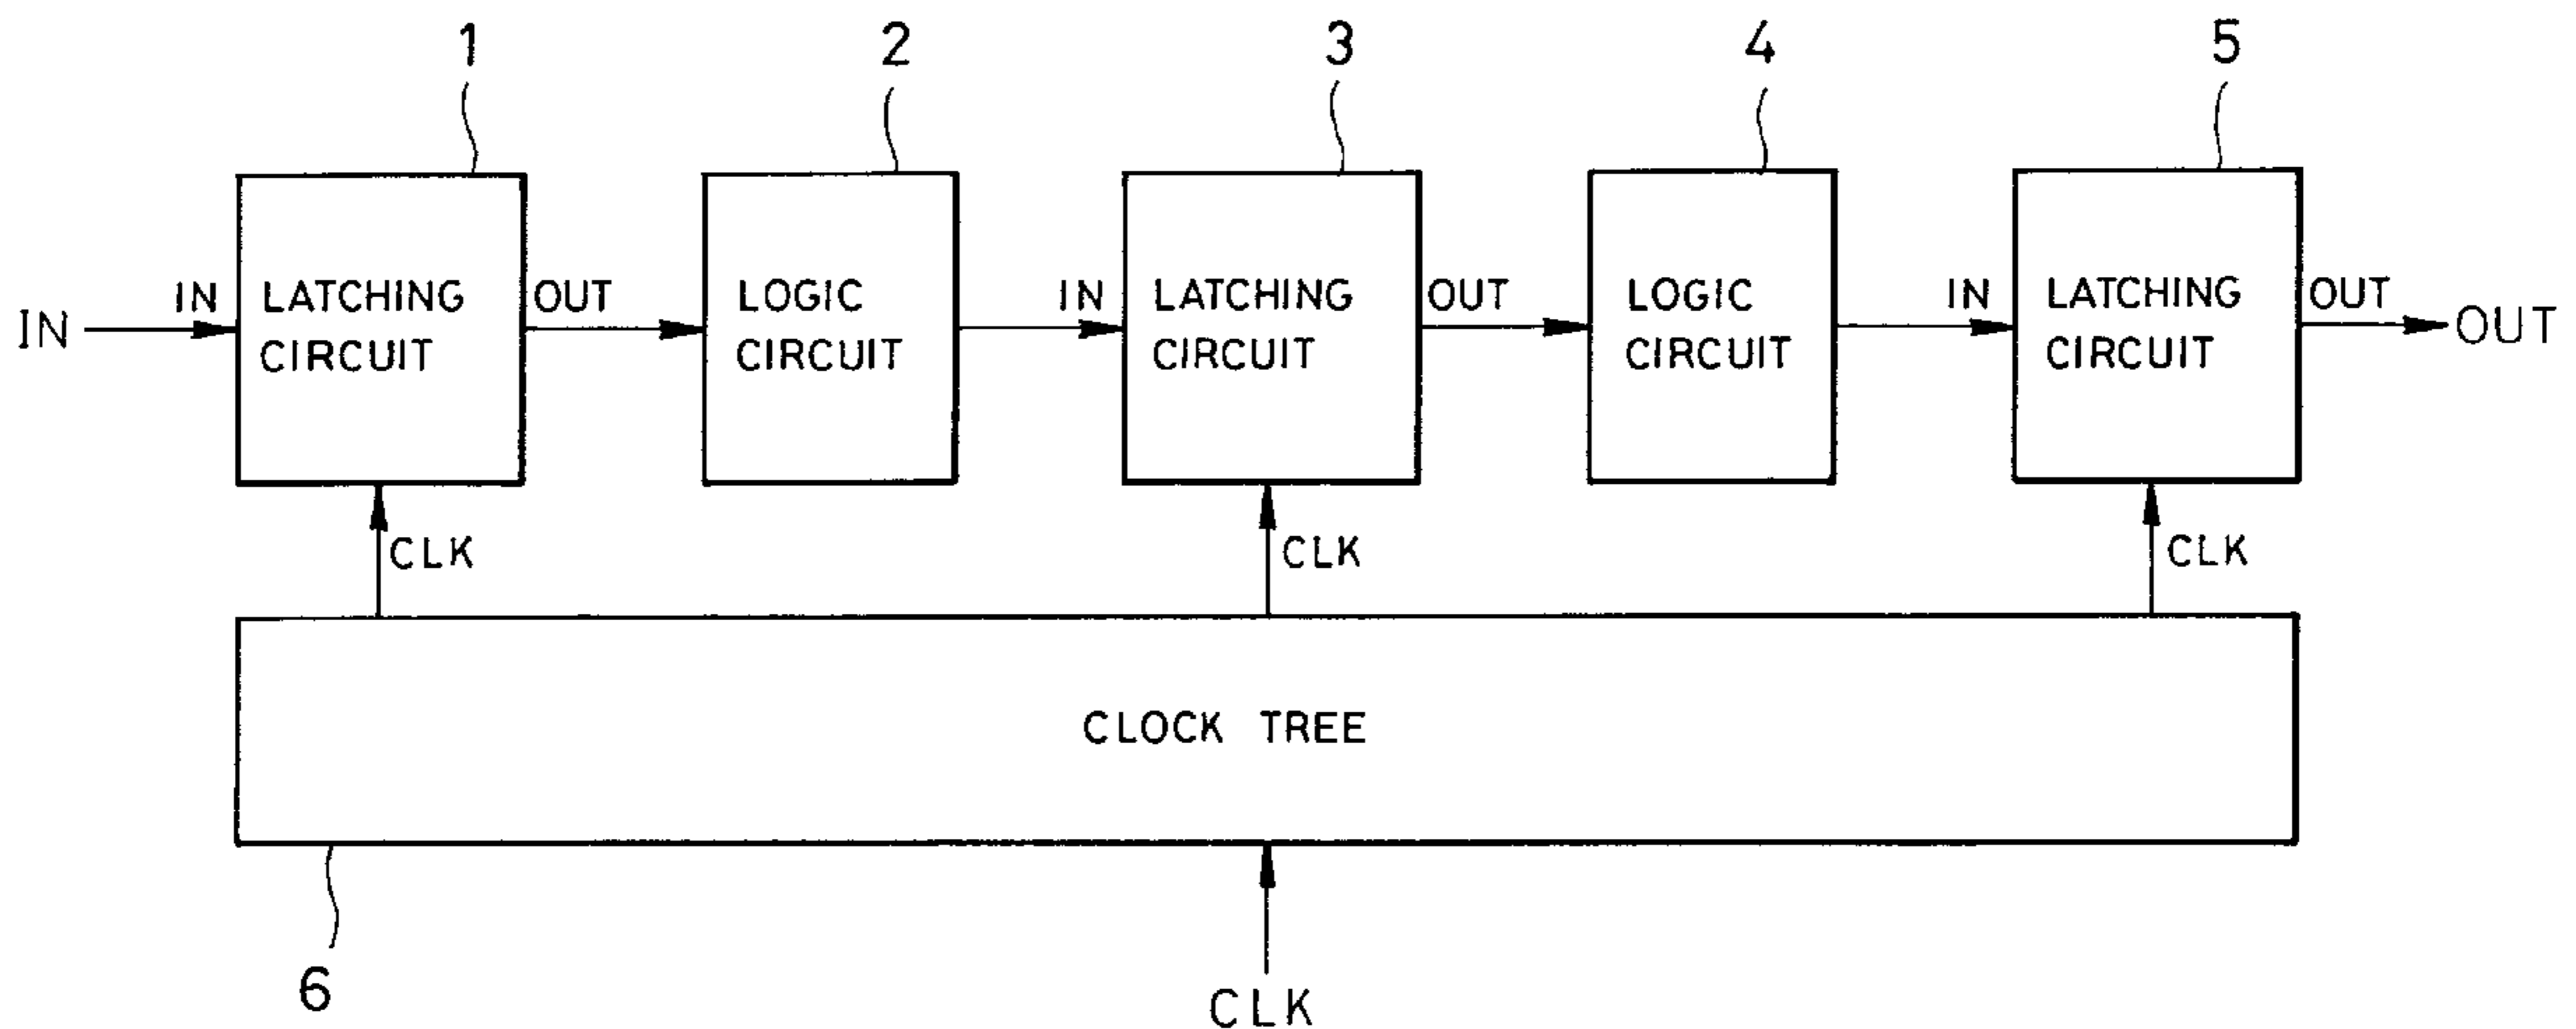 1 2 3 4 5
IN IN LATCHING CIRCUIT OUT LOGIC CIRCUIT IN LATCHING CIRCUIT OUT LOGIC CIRCUIT IN LATCHING CIRCUIT OUT OUT
CLK CLK CLK
CLOCK TREE
6
CLK